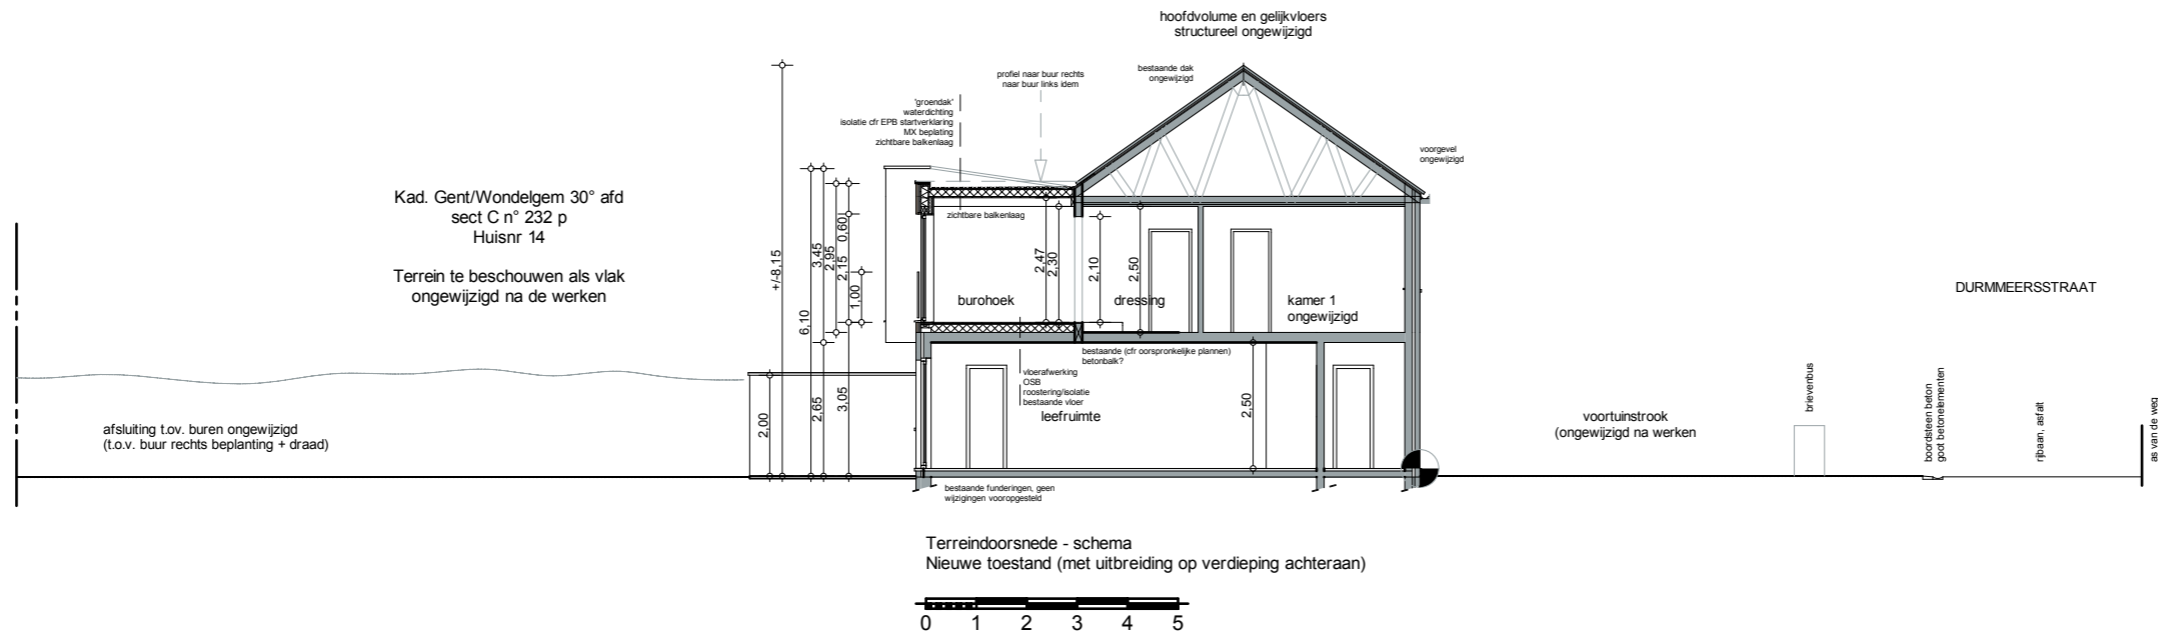 hoofdvolume en gelijkvloers
structureel ongewijzigd
bestaande dak
ongewijzigd
profiel naar buur rechts
naar buur links idem
'groendak'
waterdichting
isolatie cfr EPB startverklaring
MX beplating
zichtbare balkenlaag
voorgevel
ongewijzigd
Kad. Gent/Wondelgem 30° afd
sect C n° 232 p
Huisnr 14
Terrein te beschouwen als vlak
ongewijzigd na de werken
zichtbare balkenlaag
+/-8,15
6,10
3,45
2,95
2,15
0,60
1,00
2,47
2,30
2,10
2,50
burohoek
dressing
kamer 1
ongewijzigd
DURMMEERSSTRAAT
bestaande (cfr oorspronkelijke plannen)
betonbalk?
vloerafwerking
OSB
roostering/isolatie
bestaande vloer
leefruimte
2,00
2,65
3,05
2,50
afsluiting t.ov. buren ongewijzigd
(t.o.v. buur rechts beplanting + draad)
voortuinstrook
(ongewijzigd na werken
brievenbus
boordsteen beton
goot betonelementen
rijbaan, asfalt
as van de weg
bestaande funderingen, geen
wijzigingen vooropgesteld
Terreindoorsnede - schema
Nieuwe toestand (met uitbreiding op verdieping achteraan)
0 1 2 3 4 5